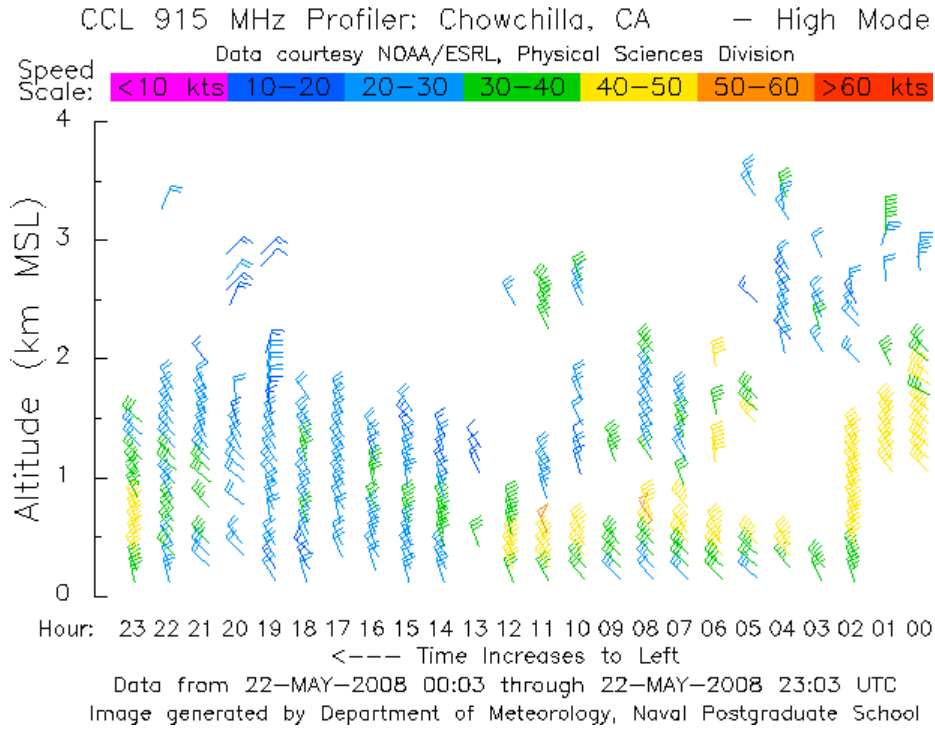 CCL 915 MHz Profiler: Chowchilla, CA – High Mode
Data courtesy NOAA/ESRL, Physical Sciences Division
Speed Scale: <10 kts 10–20 20–30 30–40 40–50 50–60 >60 kts
4
3
2
1
0
Altitude (km MSL)
Hour: 23 22 21 20 19 18 17 16 15 14 13 12 11 10 09 08 07 06 05 04 03 02 01 00
<––– Time Increases to Left
Data from 22–MAY–2008 00:03 through 22–MAY–2008 23:03 UTC
Image generated by Department of Meteorology, Naval Postgraduate School